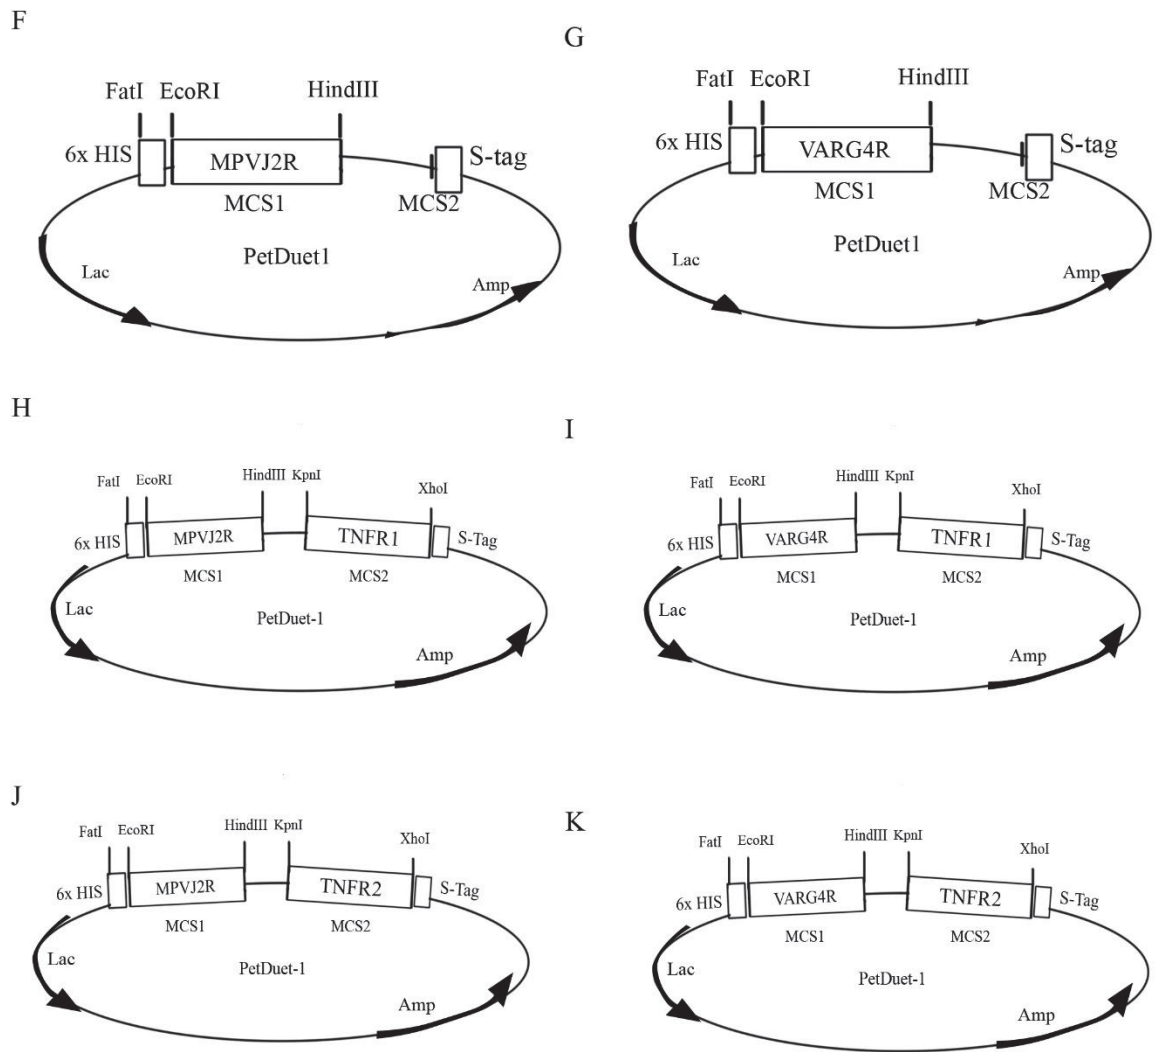 F
FatI EcoRI HindIII
6x HIS MPVJ2R S-tag
MCS1 MCS2
PetDuet1
Lac
Amp
G
FatI EcoRI HindIII
6x HIS VARG4R S-tag
MCS1 MCS2
PetDuet1
Lac
Amp
H
FatI EcoRI HindIII KpnI XhoI
6x HIS MPVJ2R TNFR1 S-Tag
MCS1 MCS2
Lac PetDuet-1
Amp
I
FatI EcoRI HindIII KpnI XhoI
6x HIS VARG4R TNFR1 S-Tag
MCS1 MCS2
Lac PetDuet-1
Amp
J
FatI EcoRI HindIII KpnI XhoI
6x HIS MPVJ2R TNFR2 S-Tag
MCS1 MCS2
Lac PetDuet-1
Amp
K
FatI EcoRI HindIII KpnI XhoI
6x HIS VARG4R TNFR2 S-Tag
MCS1 MCS2
Lac PetDuet-1
Amp